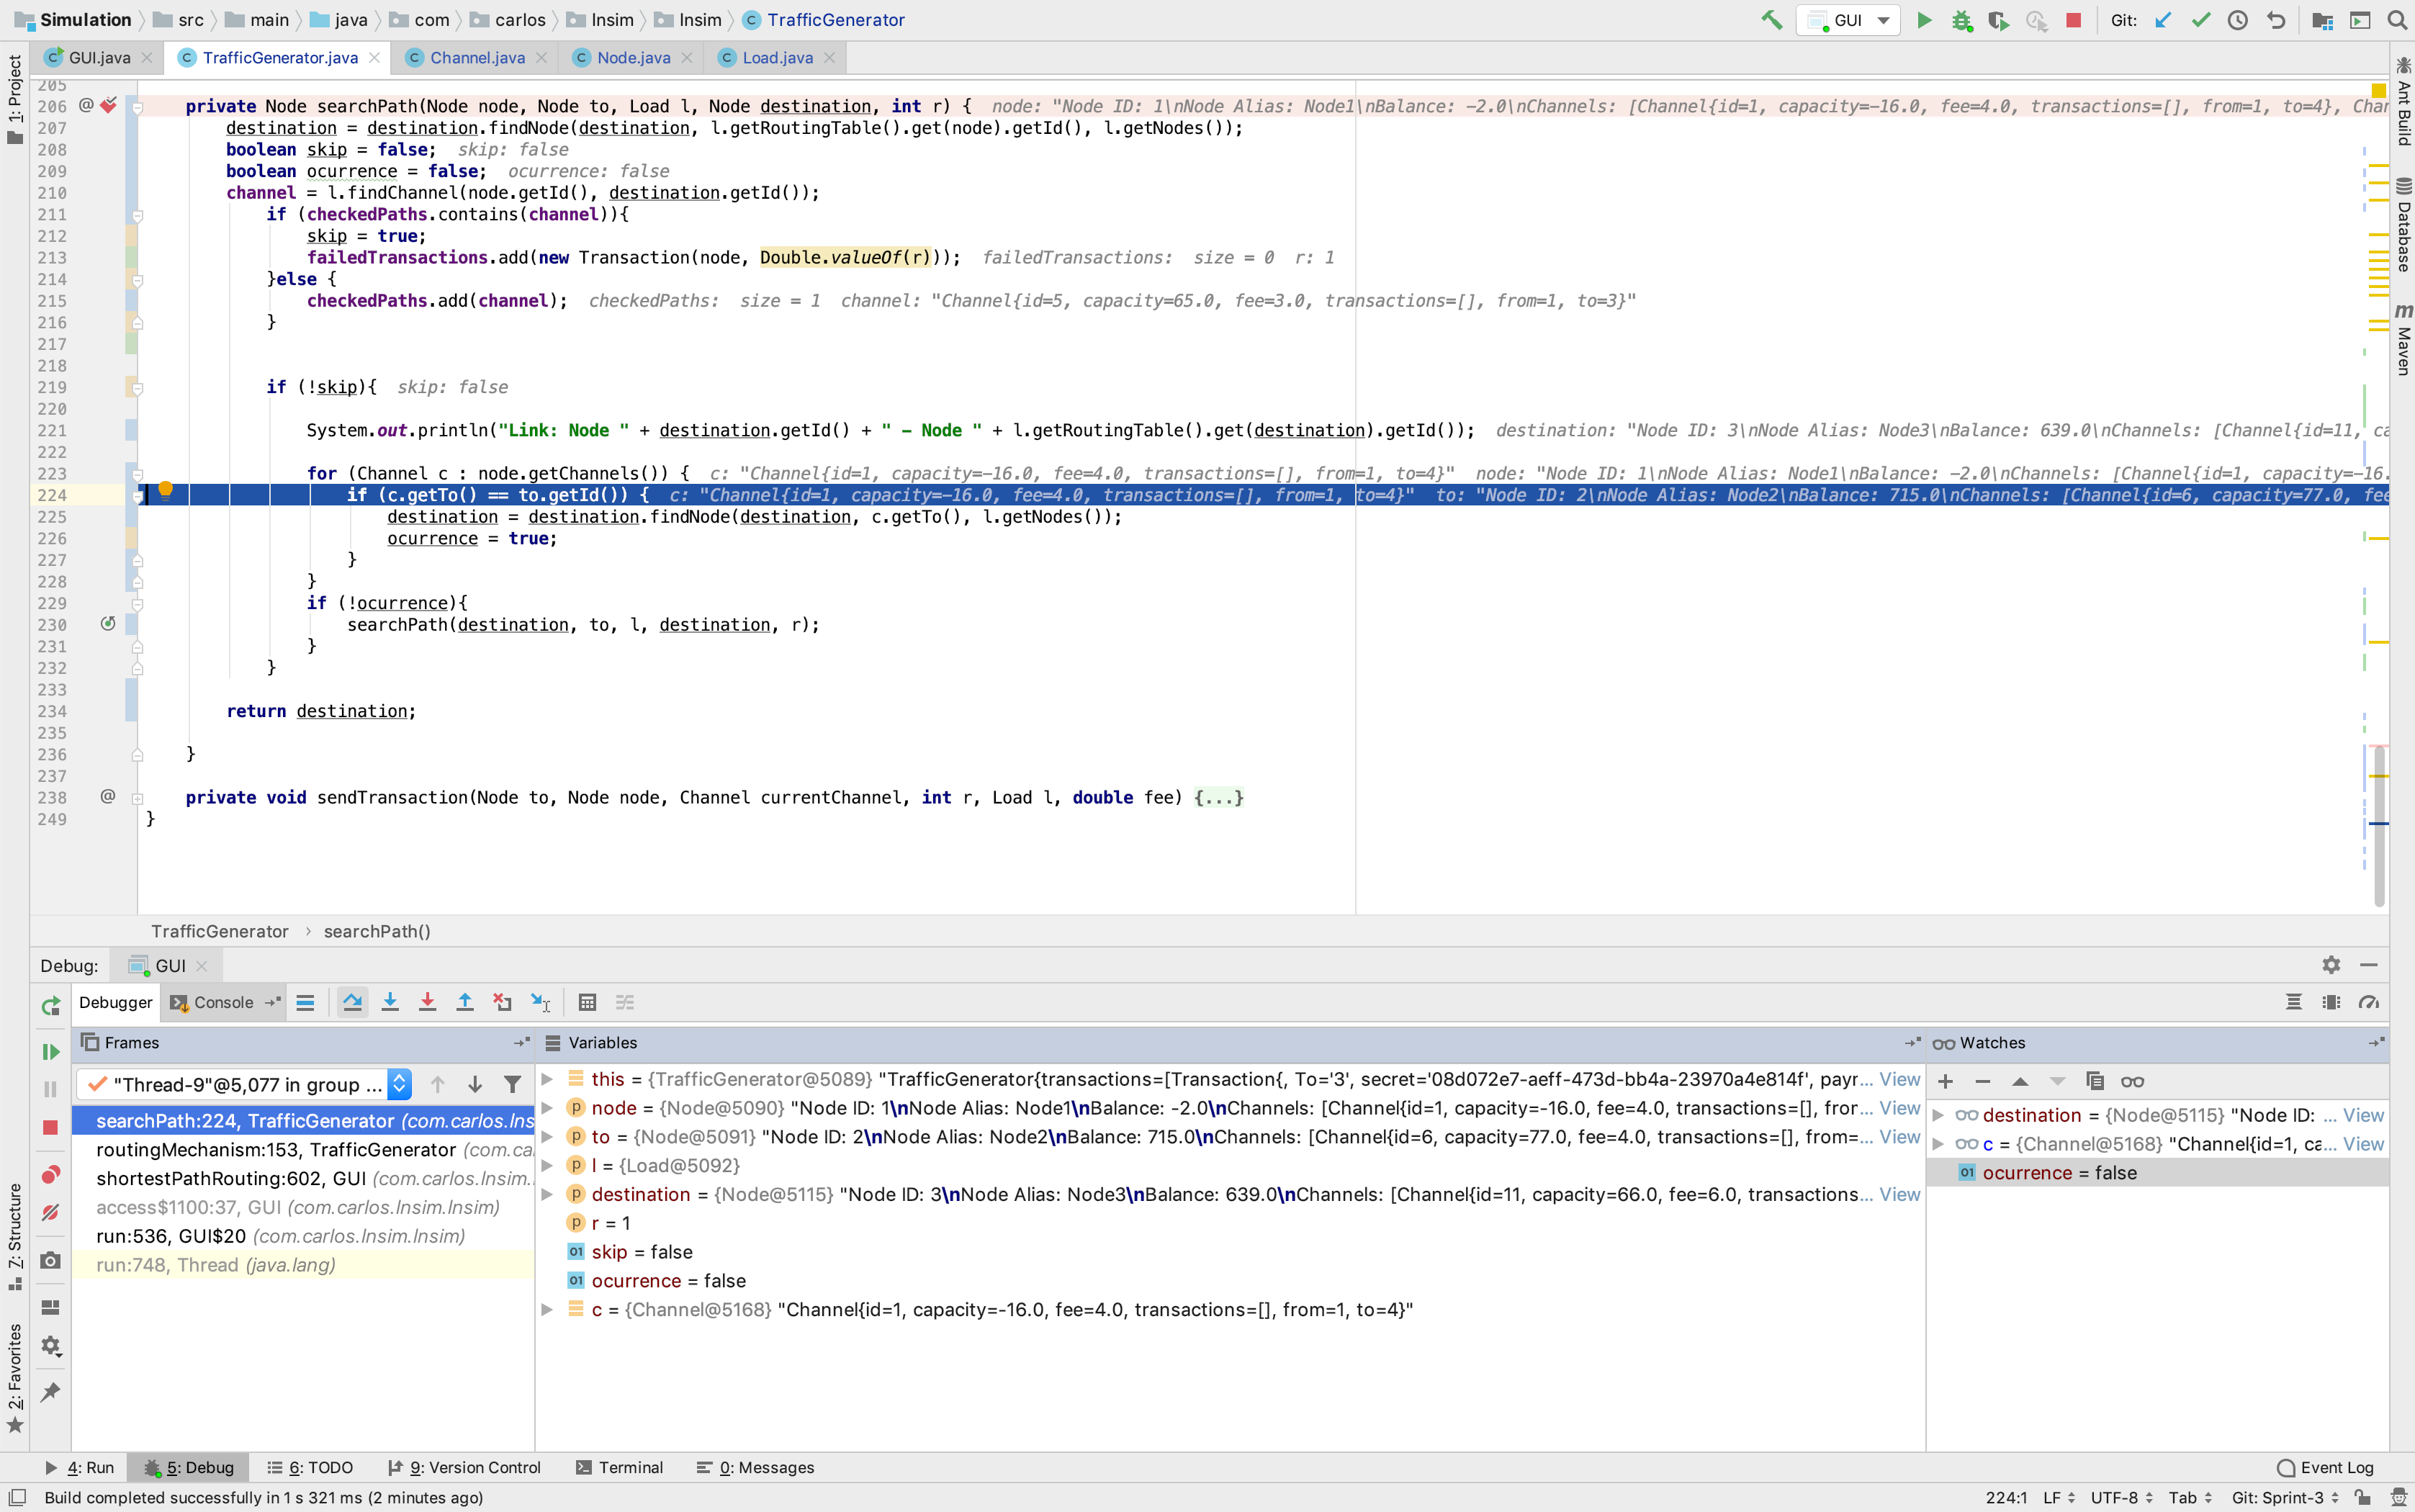 Simulation src main java com carlos lnsim lnsim TrafficGenerator GUI Git:
GUI.java TrafficGenerator.java Channel.java Node.java Load.java
1: Project
Ant Build
Database
Maven
205
206 @ private Node searchPath(Node node, Node to, Load l, Node destination, int r) { node: "Node ID: 1\nNode Alias: Node1\nBalance: -2.0\nChannels: [Channel{id=1, capacity=-16.0, fee=4.0, transactions=[], from=1, to=4}, Char
207 destination = destination.findNode(destination, l.getRoutingTable().get(node).getId(), l.getNodes());
208 boolean skip = false; skip: false
209 boolean ocurrence = false; ocurrence: false
210 channel = l.findChannel(node.getId(), destination.getId());
211 if (checkedPaths.contains(channel)){
212 skip = true;
213 failedTransactions.add(new Transaction(node, Double.valueOf(r))); failedTransactions: size = 0 r: 1
214 }else {
215 checkedPaths.add(channel); checkedPaths: size = 1 channel: "Channel{id=5, capacity=65.0, fee=3.0, transactions=[], from=1, to=3}"
216 }
217
218
219 if (!skip){ skip: false
220
221 System.out.println("Link: Node " + destination.getId() + " - Node " + l.getRoutingTable().get(destination).getId()); destination: "Node ID: 3\nNode Alias: Node3\nBalance: 639.0\nChannels: [Channel{id=11, ca
222
223 for (Channel c : node.getChannels()) { c: "Channel{id=1, capacity=-16.0, fee=4.0, transactions=[], from=1, to=4}" node: "Node ID: 1\nNode Alias: Node1\nBalance: -2.0\nChannels: [Channel{id=1, capacity=-16.
224 if (c.getTo() == to.getId()) { c: "Channel{id=1, capacity=-16.0, fee=4.0, transactions=[], from=1, to=4}" to: "Node ID: 2\nNode Alias: Node2\nBalance: 715.0\nChannels: [Channel{id=6, capacity=77.0, fee
225 destination = destination.findNode(destination, c.getTo(), l.getNodes());
226 ocurrence = true;
227 }
228 }
229 if (!ocurrence){
230 searchPath(destination, to, l, destination, r);
231 }
232 }
233
234 return destination;
235
236 }
237
238 @ private void sendTransaction(Node to, Node node, Channel currentChannel, int r, Load l, double fee) {...}
249 }
TrafficGenerator › searchPath()
Debug: GUI
Debugger Console
Frames
Variables
Watches
"Thread-9"@5,077 in group ...
searchPath:224, TrafficGenerator (com.carlos.lns
routingMechanism:153, TrafficGenerator (com.ca
shortestPathRouting:602, GUI (com.carlos.lnsim.
access$1100:37, GUI (com.carlos.lnsim.lnsim)
run:536, GUI$20 (com.carlos.lnsim.lnsim)
run:748, Thread (java.lang)
this = {TrafficGenerator@5089} "TrafficGenerator{transactions=[Transaction{, To='3', secret='08d072e7-aeff-473d-bb4a-23970a4e814f', payr... View
node = {Node@5090} "Node ID: 1\nNode Alias: Node1\nBalance: -2.0\nChannels: [Channel{id=1, capacity=-16.0, fee=4.0, transactions=[], fror... View
to = {Node@5091} "Node ID: 2\nNode Alias: Node2\nBalance: 715.0\nChannels: [Channel{id=6, capacity=77.0, fee=4.0, transactions=[], from=... View
l = {Load@5092}
destination = {Node@5115} "Node ID: 3\nNode Alias: Node3\nBalance: 639.0\nChannels: [Channel{id=11, capacity=66.0, fee=6.0, transactions... View
r = 1
skip = false
ocurrence = false
c = {Channel@5168} "Channel{id=1, capacity=-16.0, fee=4.0, transactions=[], from=1, to=4}"
destination = {Node@5115} "Node ID: ... View
c = {Channel@5168} "Channel{id=1, ca... View
ocurrence = false
7: Structure
2: Favorites
4: Run 5: Debug 6: TODO 9: Version Control Terminal 0: Messages Event Log
Build completed successfully in 1 s 321 ms (2 minutes ago) 224:1 LF UTF-8 Tab Git: Sprint-3